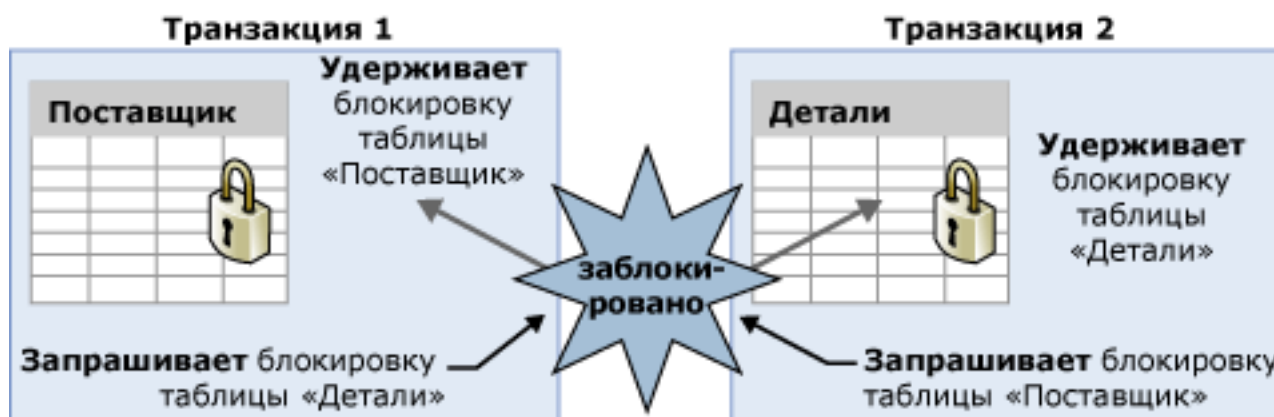 Транзакция 1
Поставщик
Удерживает
блокировку
таблицы
«Поставщик»
Запрашивает блокировку
таблицы «Детали»
заблоки-
ровано
Транзакция 2
Детали
Удерживает
блокировку
таблицы
«Детали»
Запрашивает блокировку
таблицы «Поставщик»